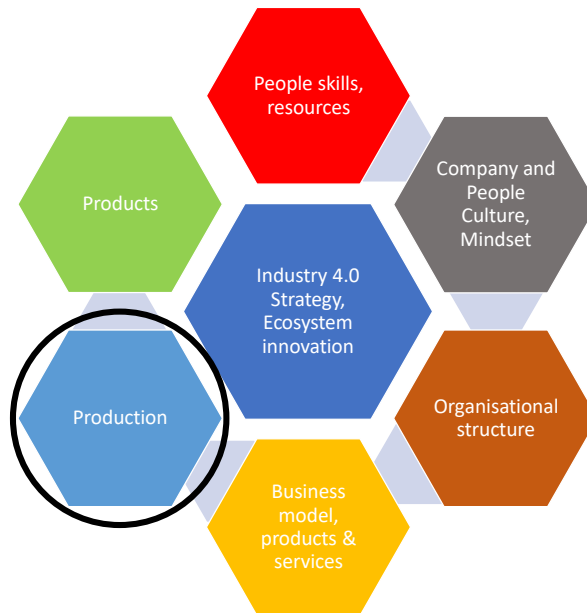 People skills,
resources
Company and
People
Culture,
Mindset
Products
Industry 4.0
Strategy,
Ecosystem
innovation
Production
Organisational
structure
Business
model,
products &
services